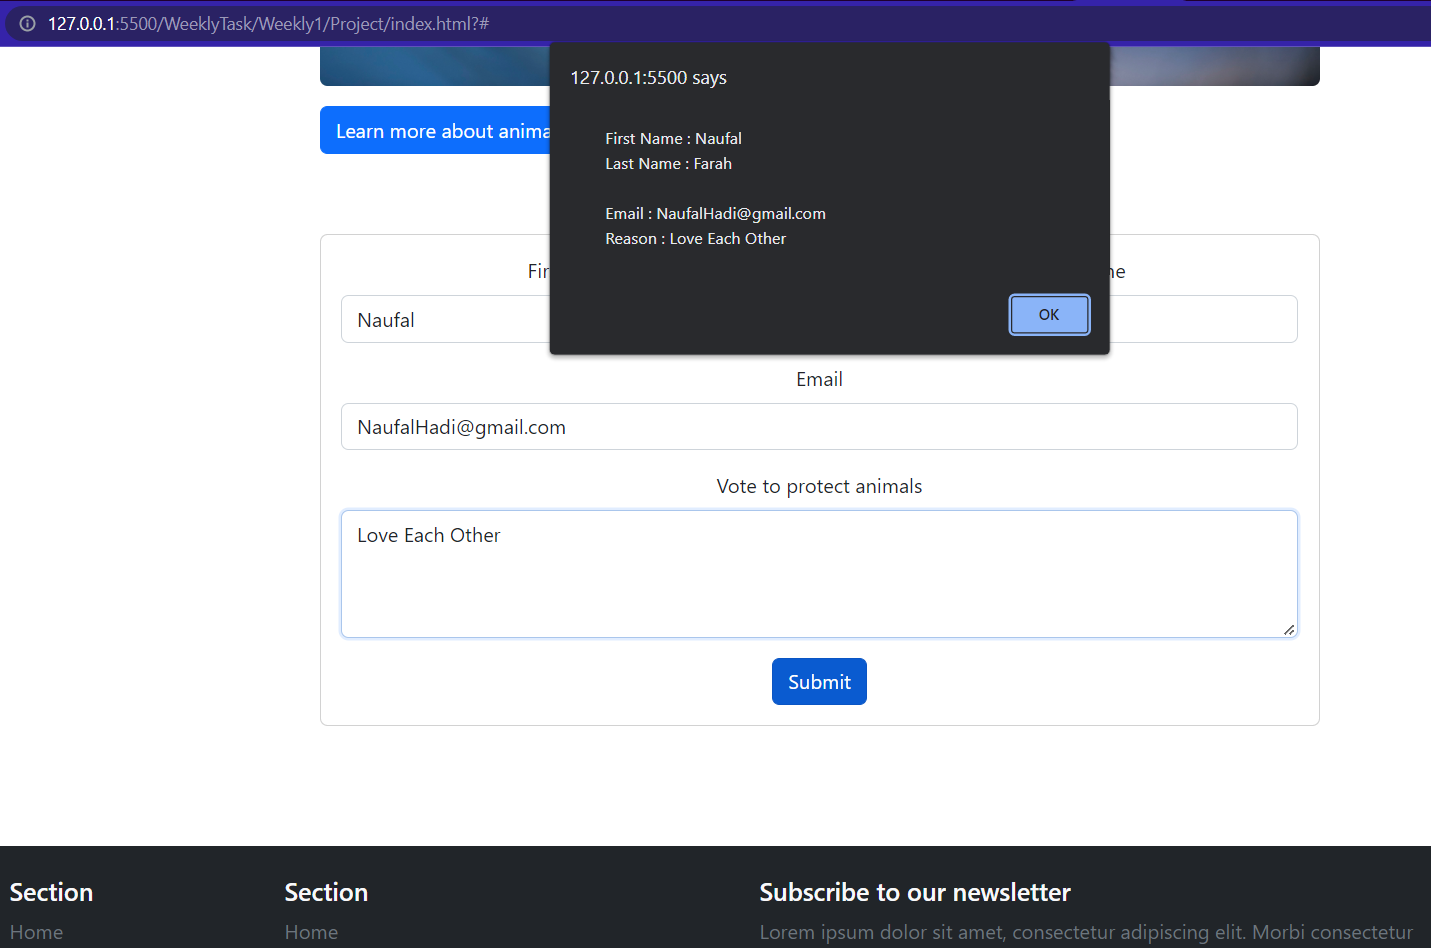 127.0.0.1:5500/WeeklyTask/Weekly1/Project/index.html?#
127.0.0.1:5500 says
First Name : Naufal
Last Name : Farah
Email : NaufalHadi@gmail.com
Reason : Love Each Other
OK
Learn more about
Naufal
Email
NaufalHadi@gmail.com
Vote to protect animals
Love Each Other
Submit
Section Section Subscribe to our newsletter
Home Home Lorem ipsum dolor sit amet, consectetur adipiscing elit. Morbi consectetur